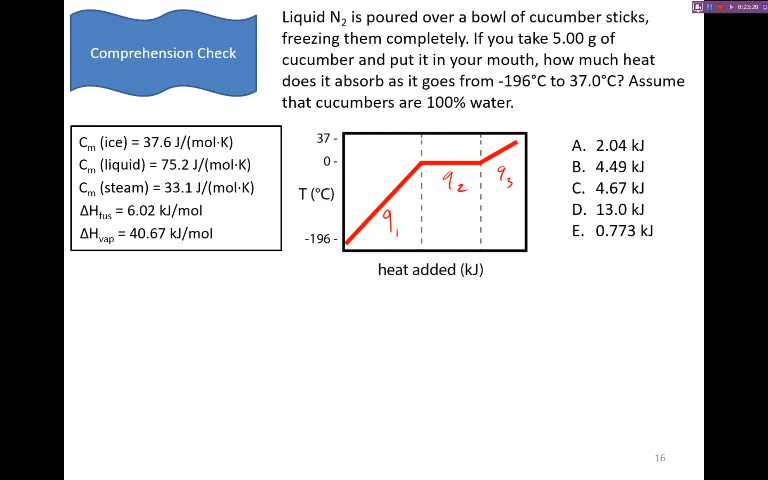 0:23:29
Comprehension Check
Liquid N₂ is poured over a bowl of cucumber sticks,
freezing them completely. If you take 5.00 g of
cucumber and put it in your mouth, how much heat
does it absorb as it goes from -196°C to 37.0°C? Assume
that cucumbers are 100% water.
Cₘ (ice) = 37.6 J/(mol·K)
Cₘ (liquid) = 75.2 J/(mol·K)
Cₘ (steam) = 33.1 J/(mol·K)
ΔHfus = 6.02 kJ/mol
ΔHvap = 40.67 kJ/mol
37 -
0 -
T (°C)
-196 -
q₁
q₂
q₃
heat added (kJ)
A. 2.04 kJ
B. 4.49 kJ
C. 4.67 kJ
D. 13.0 kJ
E. 0.773 kJ
16